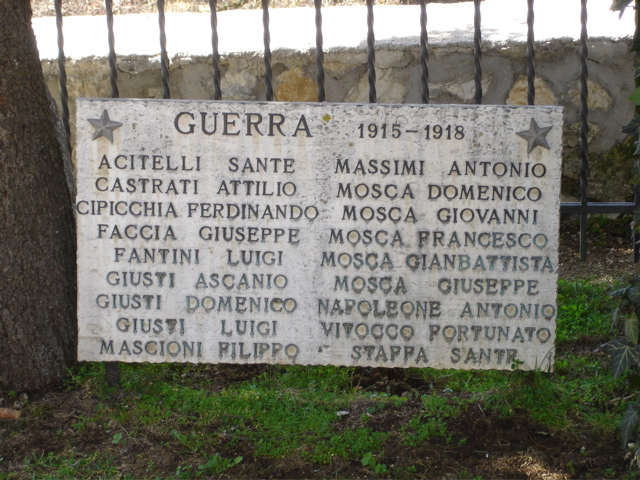 GUERRA 1915-1918
ACITELLI SANTE
CASTRATI ATTILIO
CIPICCHIA FERDINANDO
FACCIA GIUSEPPE
FANTINI LUIGI
GIUSTI ASCANIO
GIUSTI DOMENICO
GIUSTI LUIGI
MASCIONI FILIPPO
MASSIMI ANTONIO
MOSCA DOMENICO
MOSCA GIOVANNI
MOSCA FRANCESCO
MOSCA GIANBATTISTA
MOSCA GIUSEPPE
NAPOLEONE ANTONIO
VITOCCO FORTUNATO
STAPPA SANTE